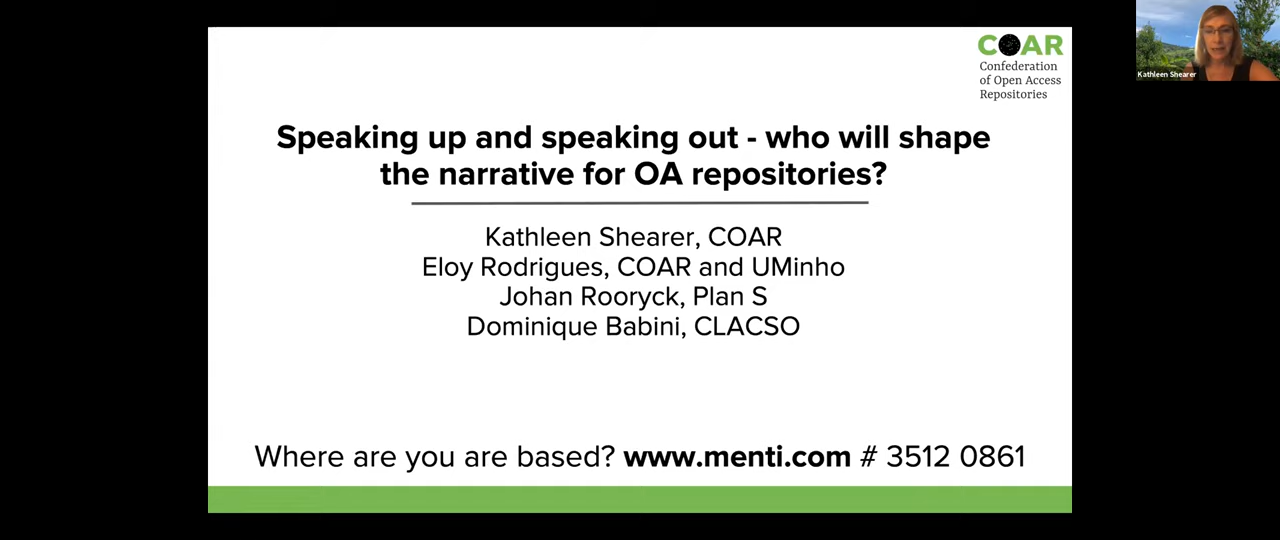 COAR
Confederation
of Open Access
Repositories
Kathleen Shearer
Speaking up and speaking out - who will shape
the narrative for OA repositories?
Kathleen Shearer, COAR
Eloy Rodrigues, COAR and UMinho
Johan Rooryck, Plan S
Dominique Babini, CLACSO
Where are you are based? www.menti.com # 3512 0861